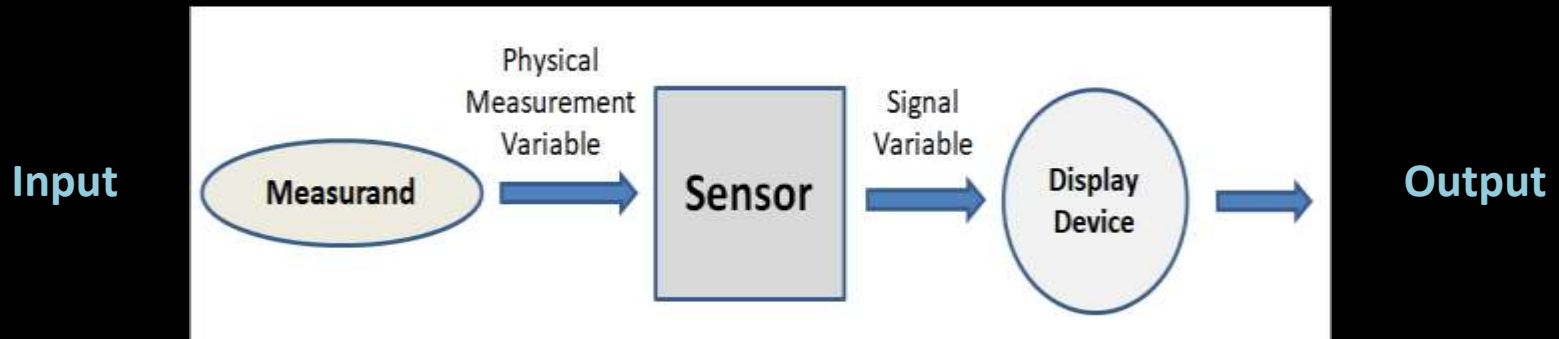 Input
Measurand
Physical
Measurement
Variable
Sensor
Signal
Variable
Display
Device
Output